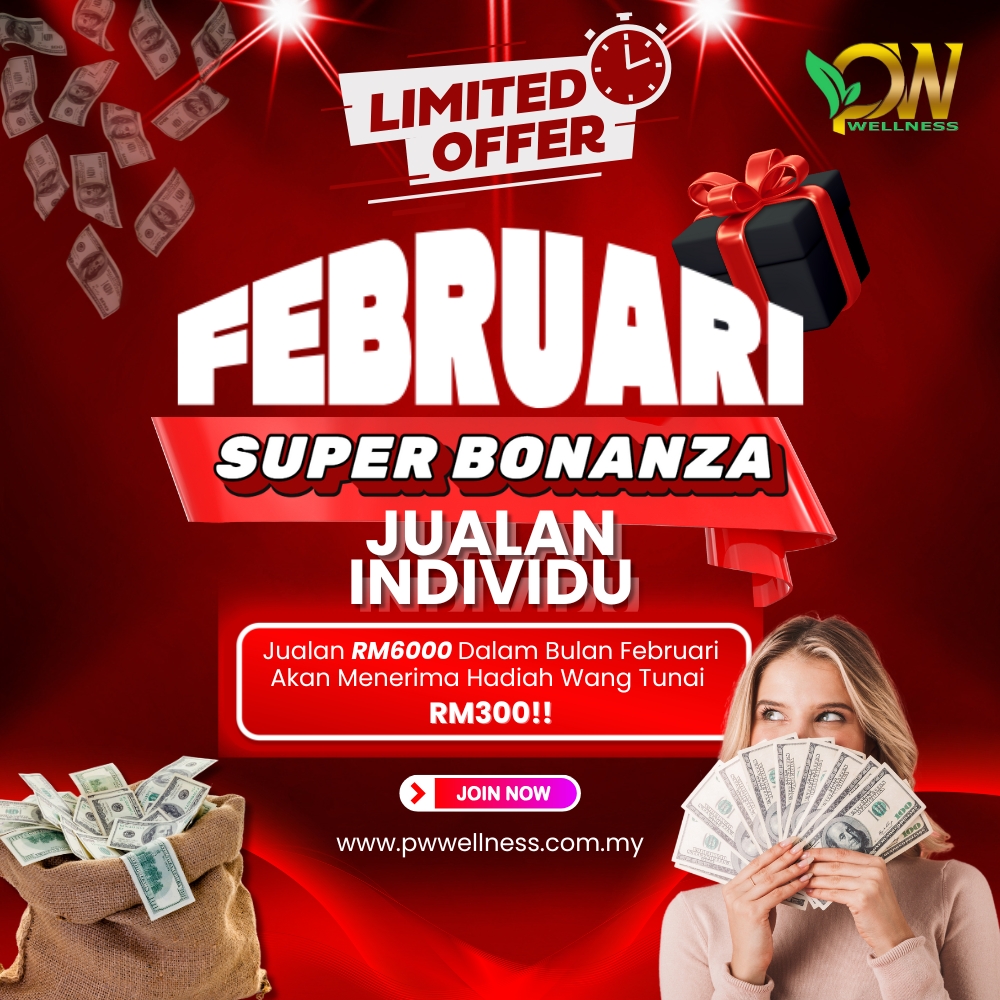 LIMITED
OFFER
PW
WELLNESS
FEBRUARI
SUPER BONANZA
JUALAN
INDIVIDU
Jualan RM6000 Dalam Bulan Februari
Akan Menerima Hadiah Wang Tunai
RM300!!
JOIN NOW
www.pwwellness.com.my